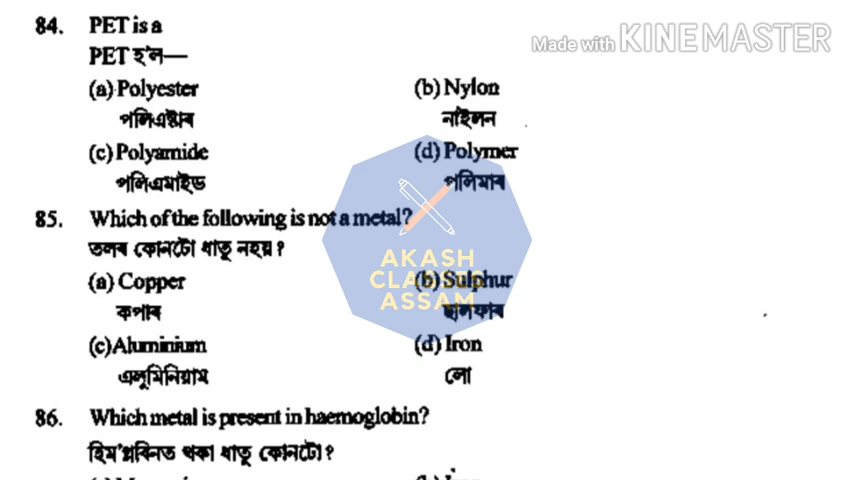 Made with KINEMASTER
84. PET is a
PET হ'ল—
(a) Polyester (b) Nylon
পলিএষ্টাৰ নাইলন
(c) Polyamide (d) Polymer
পলিএমাইড পলিমাৰ
85. Which of the following is not a metal?
তলৰ কোনটো ধাতু নহয়?
(a) Copper (b) Sulphur
কপাৰ ছালফাৰ
(c) Aluminium (d) Iron
এলুমিনিয়াম লো
86. Which metal is present in haemoglobin?
হিম'গ্লবিনত থকা ধাতু কোনটো?
AKASH
CLASSES
ASSAM